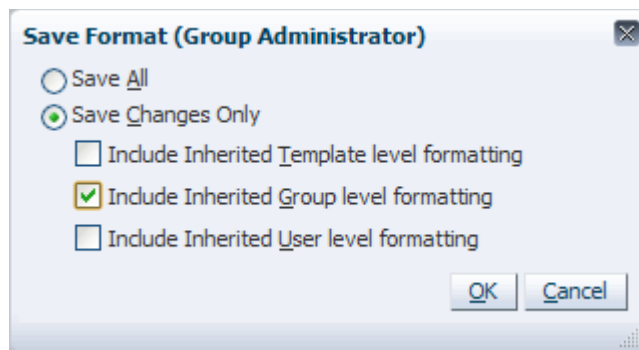 Save Format (Group Administrator)
Save All
Save Changes Only
Include Inherited Template level formatting
Include Inherited Group level formatting
Include Inherited User level formatting
OK Cancel